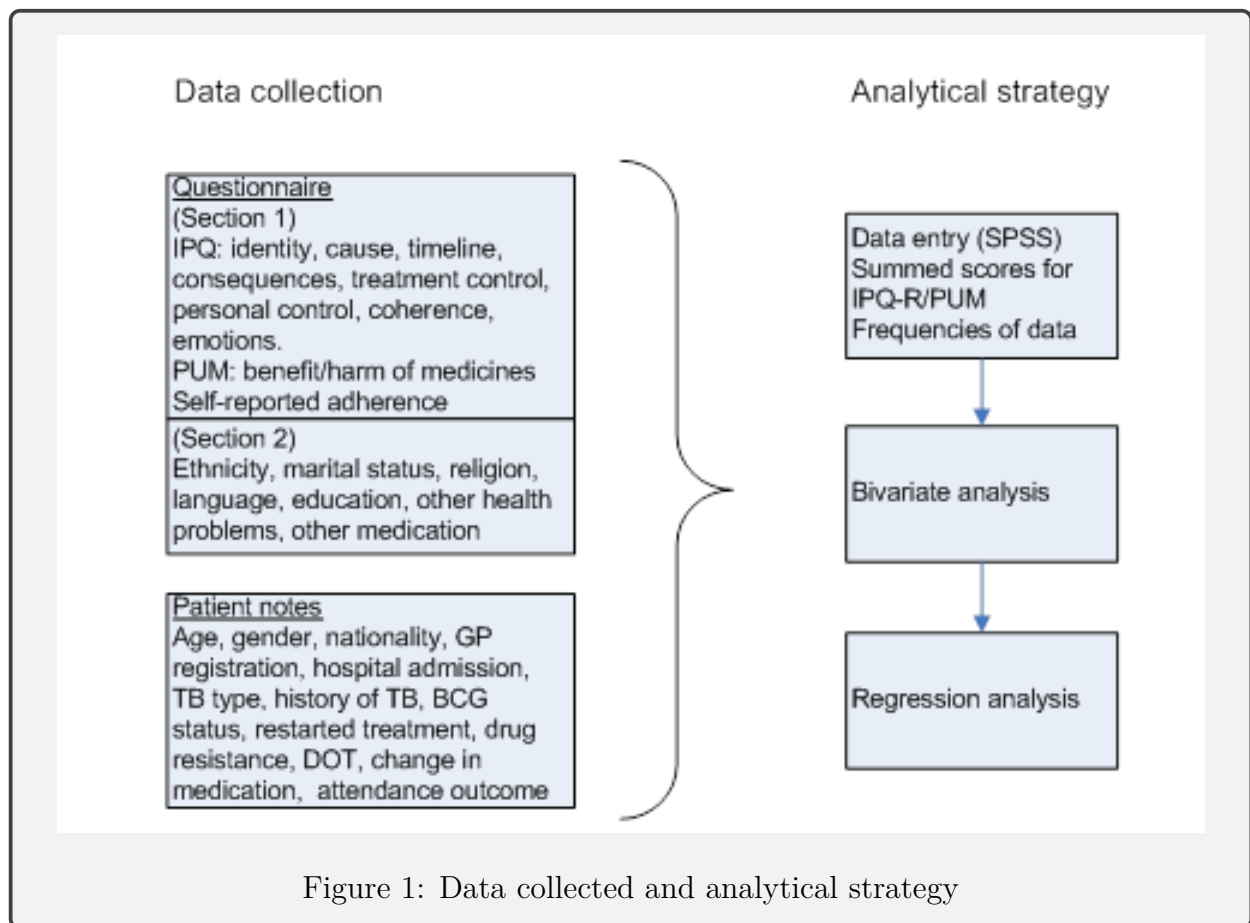 Data collection
Questionnaire
(Section 1)
IPQ: identity, cause, timeline,
consequences, treatment control,
personal control, coherence,
emotions.
PUM: benefit/harm of medicines
Self-reported adherence
(Section 2)
Ethnicity, marital status, religion,
language, education, other health
problems, other medication
Patient notes
Age, gender, nationality, GP
registration, hospital admission,
TB type, history of TB, BCG
status, restarted treatment, drug
resistance, DOT, change in
medication, attendance outcome
Analytical strategy
Data entry (SPSS)
Summed scores for
IPQ-R/PUM
Frequencies of data
Bivariate analysis
Regression analysis
Figure 1: Data collected and analytical strategy